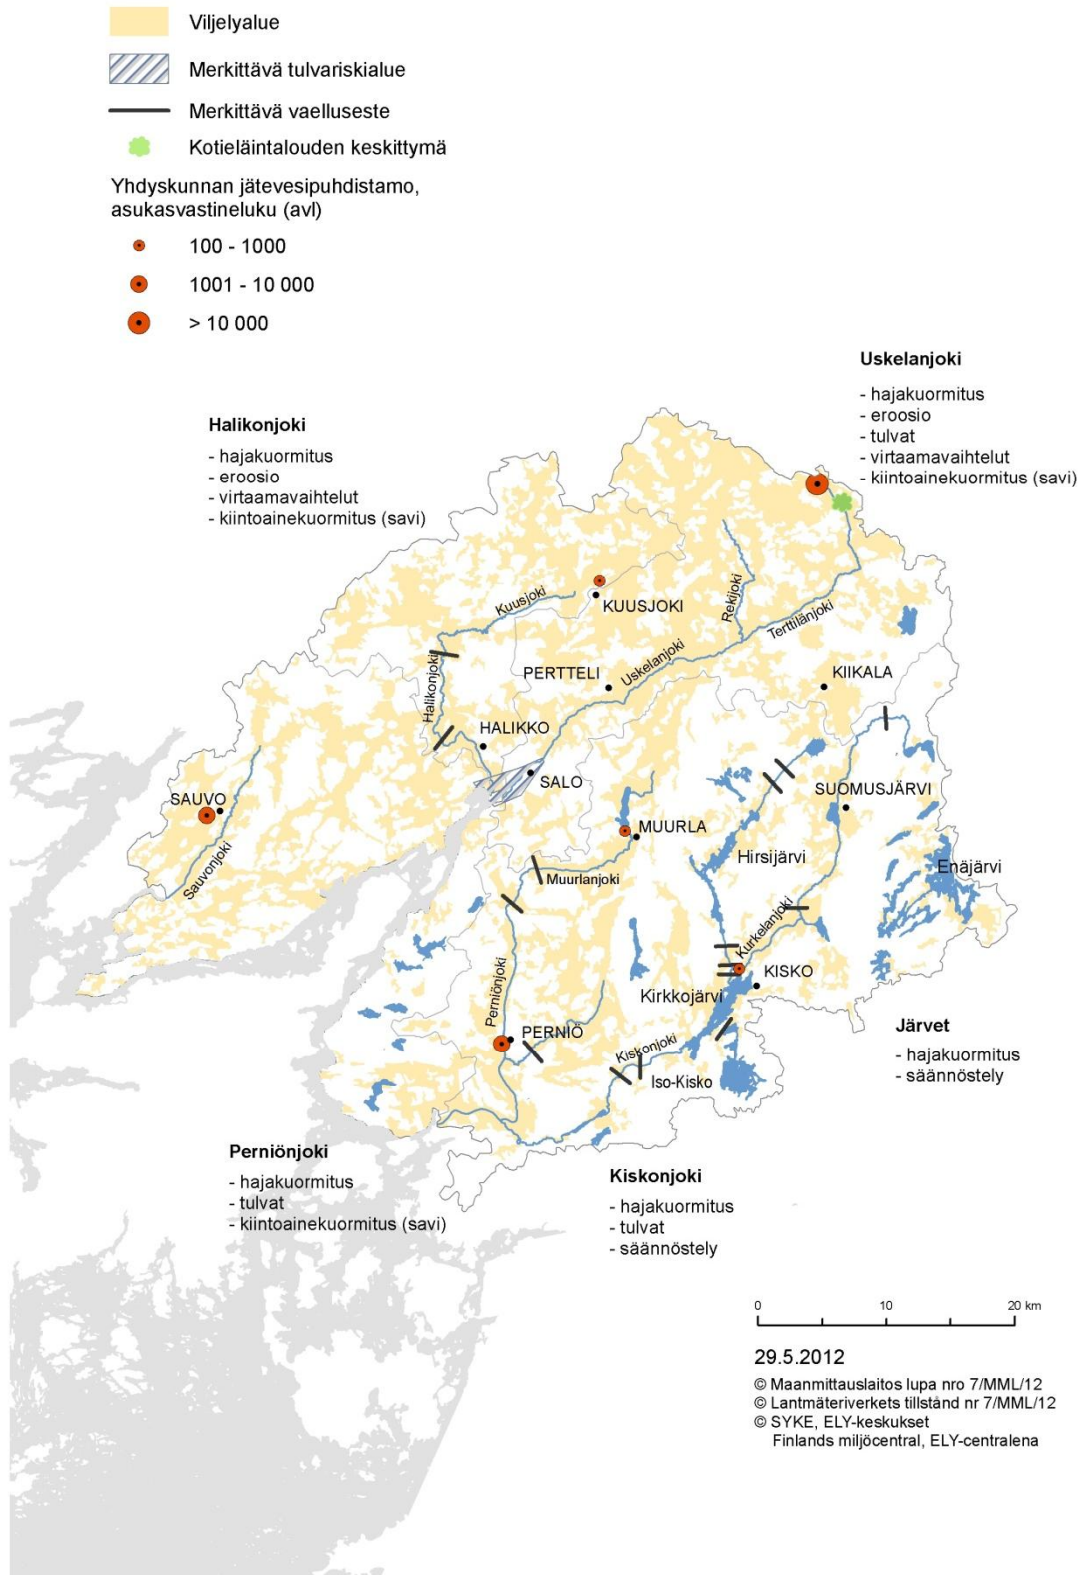 Viljelyalue
Merkittävä tulvariskialue
Merkittävä vaelluseste
Kotieläintalouden keskittymä
Yhdyskunnan jätevesipuhdistamo,
asukasvastineluku (avl)
100 - 1000
1001 - 10 000
> 10 000
Uskelanjoki
- hajakuormitus
- eroosio
- tulvat
- virtaamavaihtelut
- kiintoainekuormitus (savi)
Halikonjoki
- hajakuormitus
- eroosio
- virtaamavaihtelut
- kiintoainekuormitus (savi)
Kuusjoki
KUUSJOKI
Rekijoki
Terttilänjoki
Uskelanjoki
PERTTELI
KIIKALA
Halikonjoki
HALIKKO
SALO
SUOMUSJÄRVI
SAUVO
MUURLA
Hirsijärvi
Enäjärvi
Sauvonjoki
Muurlanjoki
Kurkelanjoki
KISKO
Kirkkojärvi
Perniönjoki
PERNIÖ
Kiskonjoki
Iso-Kisko
Järvet
- hajakuormitus
- säännöstely
Perniönjoki
- hajakuormitus
- tulvat
- kiintoainekuormitus (savi)
Kiskonjoki
- hajakuormitus
- tulvat
- säännöstely
0 10 20 km
29.5.2012
© Maanmittauslaitos lupa nro 7/MML/12
© Lantmäteriverkets tillstånd nr 7/MML/12
© SYKE, ELY-keskukset
Finlands miljöcentral, ELY-centralena